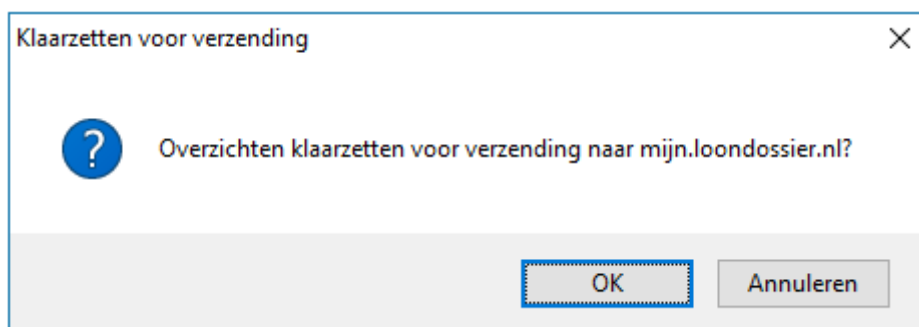 Klaarzetten voor verzending
Overzichten klaarzetten voor verzending naar mijn.loondossier.nl?
OK
Annuleren